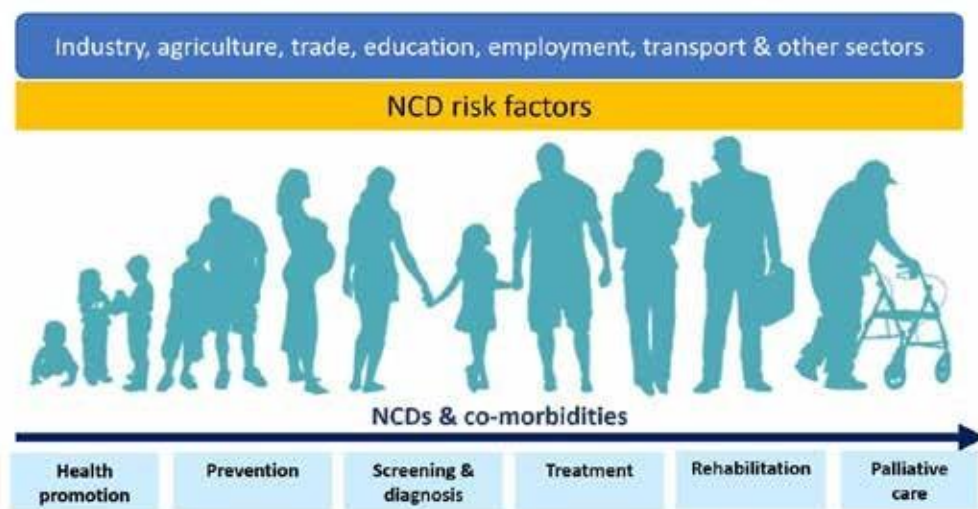 Industry, agriculture, trade, education, employment, transport & other sectors
NCD risk factors
NCDs & co-morbidities
Health
promotion
Prevention
Screening &
diagnosis
Treatment
Rehabilitation
Palliative
care